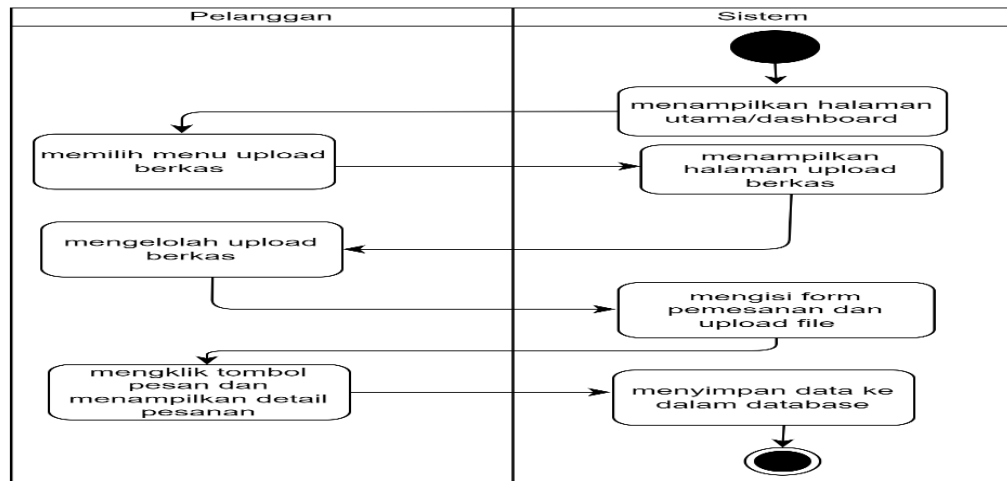 Pelanggan
Sistem
menampilkan halaman
utama/dashboard
memilih menu upload
berkas
menampilkan
halaman upload
berkas
mengelolah upload
berkas
mengisi form
pemesanan dan
upload file
mengklik tombol
pesan dan
menampilkan detail
pesanan
menyimpan data ke
dalam database